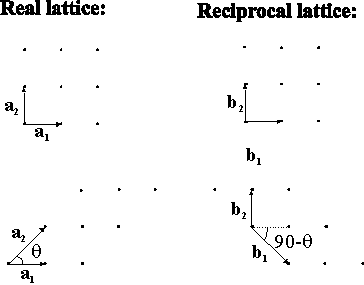 Real lattice:
Reciprocal lattice:
a2
a1
b2
b1
a2
θ
a1
b2
90-θ
b1